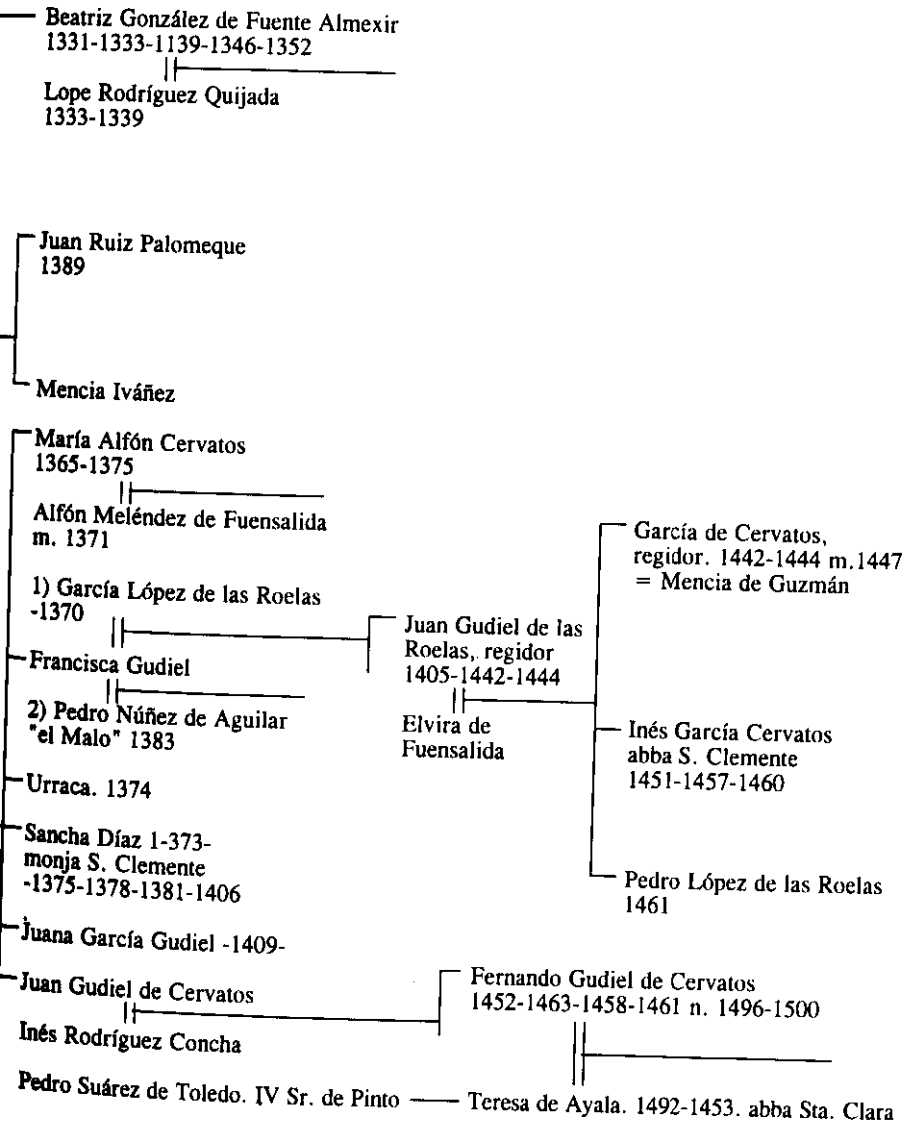 Beatriz González de Fuente Almexir
1331-1333-1139-1346-1352
Lope Rodríguez Quijada
1333-1339
Juan Ruiz Palomeque
1389
Mencia Iváñez
María Alfón Cervatos
1365-1375
Alfón Meléndez de Fuensalida
m. 1371
1) García López de las Roelas
-1370
Francisca Gudiel
2) Pedro Núñez de Aguilar
"el Malo" 1383
Urraca. 1374
Sancha Díaz 1-373-
monja S. Clemente
-1375-1378-1381-1406
Juana García Gudiel -1409-
Juan Gudiel de Cervatos
Inés Rodríguez Concha
Pedro Suárez de Toledo. IV Sr. de Pinto
Juan Gudiel de las
Roelas, regidor
1405-1442-1444
Elvira de
Fuensalida
García de Cervatos,
regidor. 1442-1444 m.1447
= Mencia de Guzmán
Inés García Cervatos
abba S. Clemente
1451-1457-1460
Pedro López de las Roelas
1461
Fernando Gudiel de Cervatos
1452-1463-1458-1461 n. 1496-1500
Teresa de Ayala. 1492-1453. abba Sta. Clara